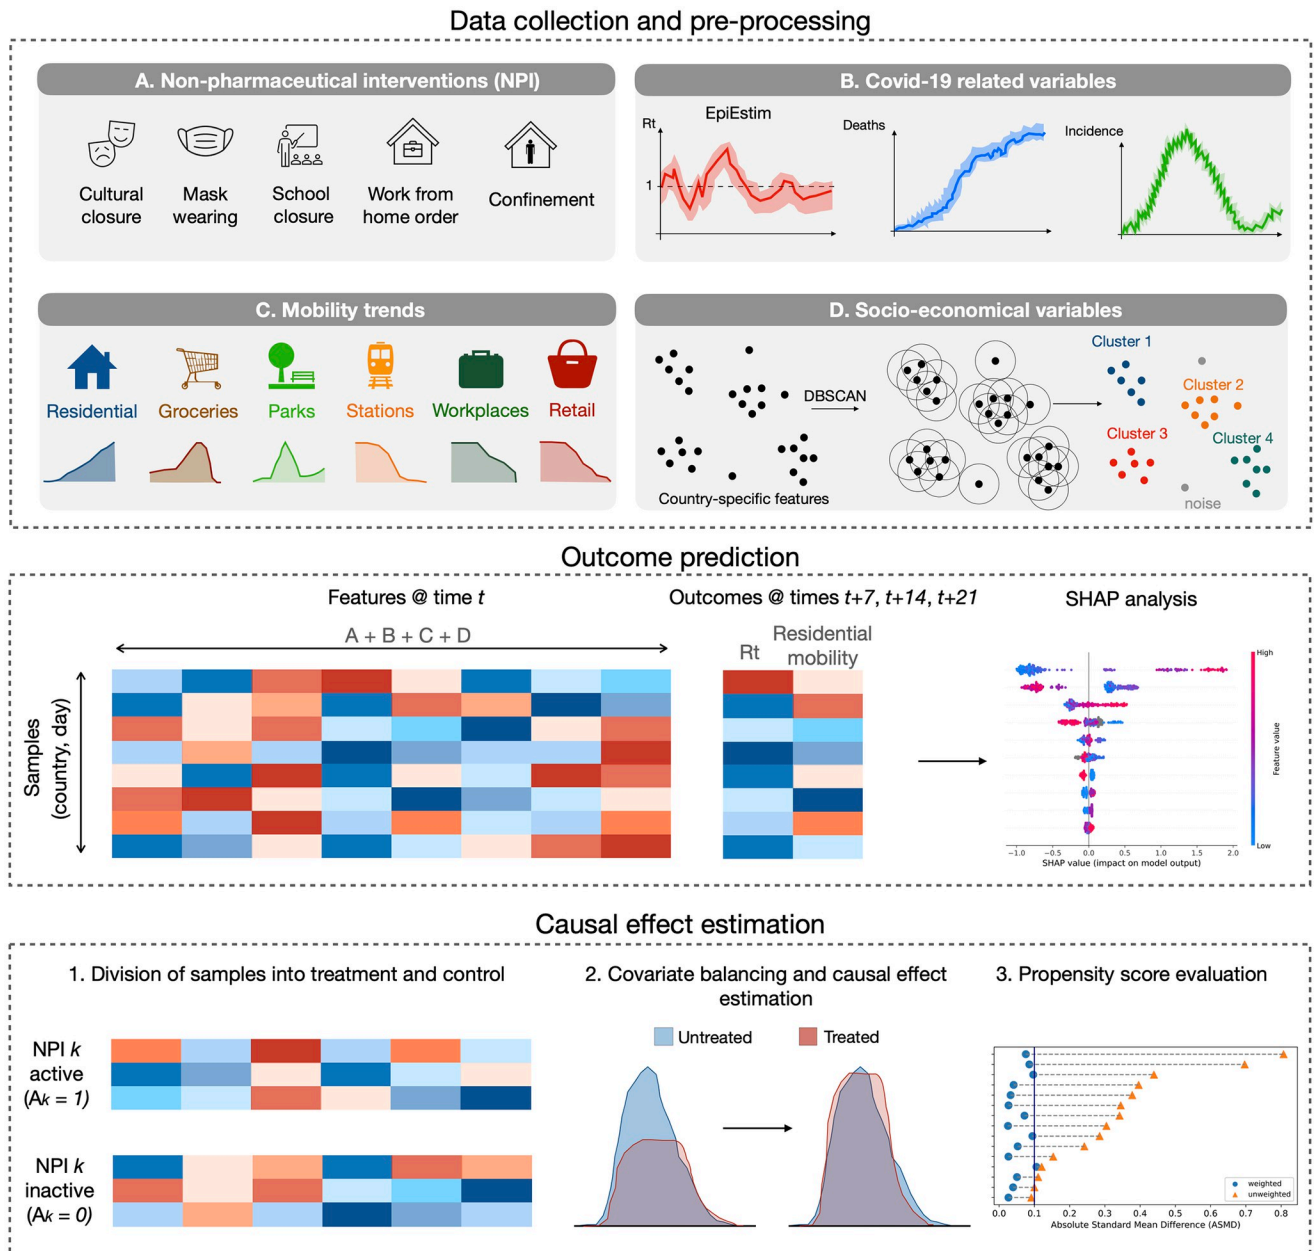 Data collection and pre-processing
A. Non-pharmaceutical interventions (NPI)
Cultural
closure
Mask
wearing
School
closure
Work from
home order
Confinement
B. Covid-19 related variables
EpiEstim
Rt
1
Deaths
Incidence
C. Mobility trends
Residential
Groceries
Parks
Stations
Workplaces
Retail
D. Socio-economical variables
DBSCAN
Country-specific features
Cluster 1
Cluster 2
Cluster 3
Cluster 4
noise
Outcome prediction
Features @ time t
A + B + C + D
Samples
(country, day)
Outcomes @ times t+7, t+14, t+21
Rt
Residential
mobility
SHAP analysis
High
Feature value
Low
−1.0 −0.5 0.0 0.5 1.0 1.5 2.0
SHAP value (impact on model output)
Causal effect estimation
1. Division of samples into treatment and control
NPI k
active
(Ak = 1)
NPI k
inactive
(Ak = 0)
2. Covariate balancing and causal effect
estimation
Untreated
Treated
3. Propensity score evaluation
weighted
unweighted
0.0 0.1 0.2 0.3 0.4 0.5 0.6 0.7 0.8
Absolute Standard Mean Difference (ASMD)